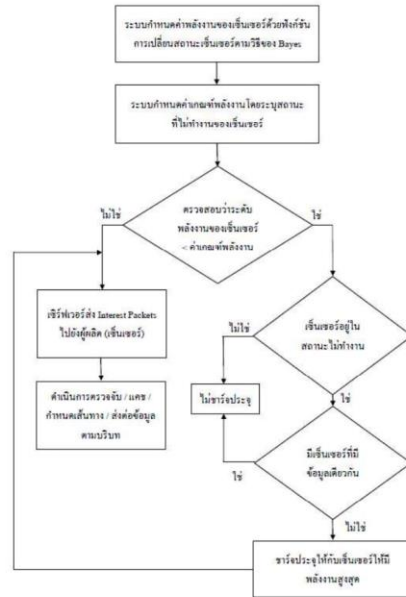 ระบบกำหนดค่าพลังงานของเซ็นเซอร์ด้วยฟังก์ชัน
การเปลี่ยนสถานะเซ็นเซอร์ตามวิธีของ Bayes
ระบบกำหนดค่าเกณฑ์พลังงานโดยระบุสถานะ
ที่ไม่ทำงานของเซ็นเซอร์
ไม่ใช่
ตรวจสอบว่าระดับ
พลังงานของเซ็นเซอร์
< ค่าเกณฑ์พลังงาน
ใช่
เซิร์ฟเวอร์ส่ง Interest Packets
ไปยังผู้ผลิต (เซ็นเซอร์)
ไม่ใช่
เซ็นเซอร์อยู่ใน
สถานะไม่ทำงาน
ดำเนินการตรวจจับ / แคช /
กำหนดเส้นทาง / ส่งต่อข้อมูล
ตามบริบท
ไม่ชาร์จประจุ
ใช่
มีเซ็นเซอร์ที่มี
ข้อมูลเดียวกัน
ใช่
ไม่ใช่
ชาร์จประจุให้กับเซ็นเซอร์ให้มี
พลังงานสูงสุด